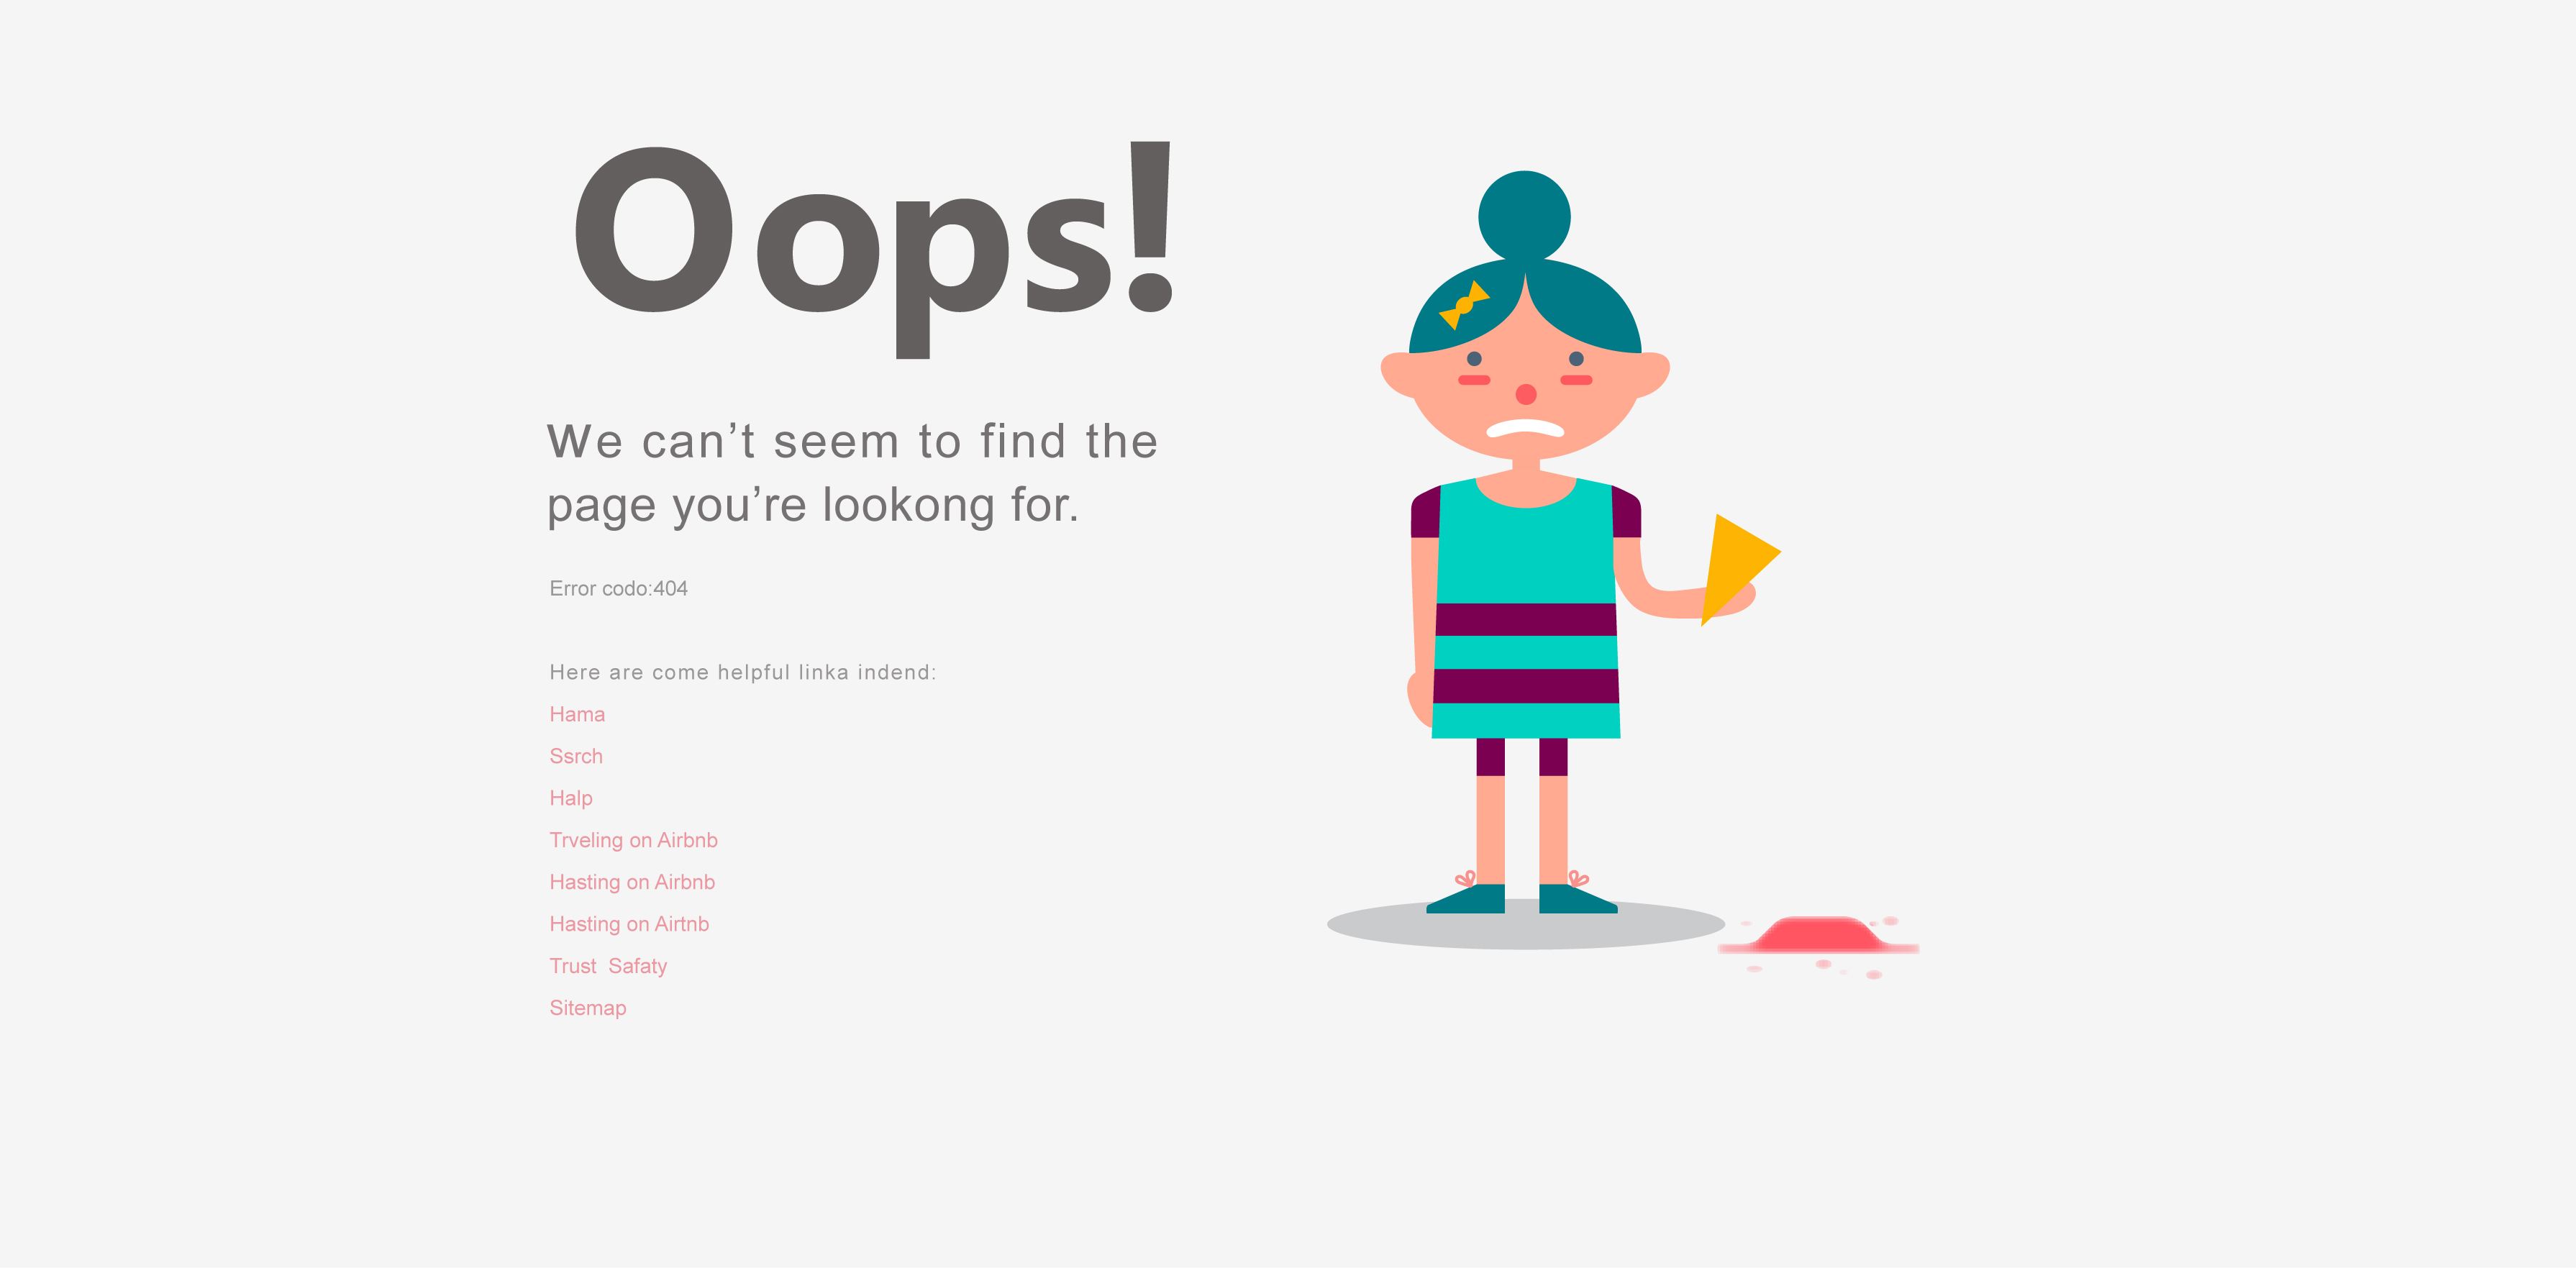 Oops!
We can’t seem to find the
page you’re lookong for.
Error codo:404
Here are come helpful linka indend:
Hama
Ssrch
Halp
Trveling on Airbnb
Hasting on Airbnb
Hasting on Airtnb
Trust  Safaty
Sitemap